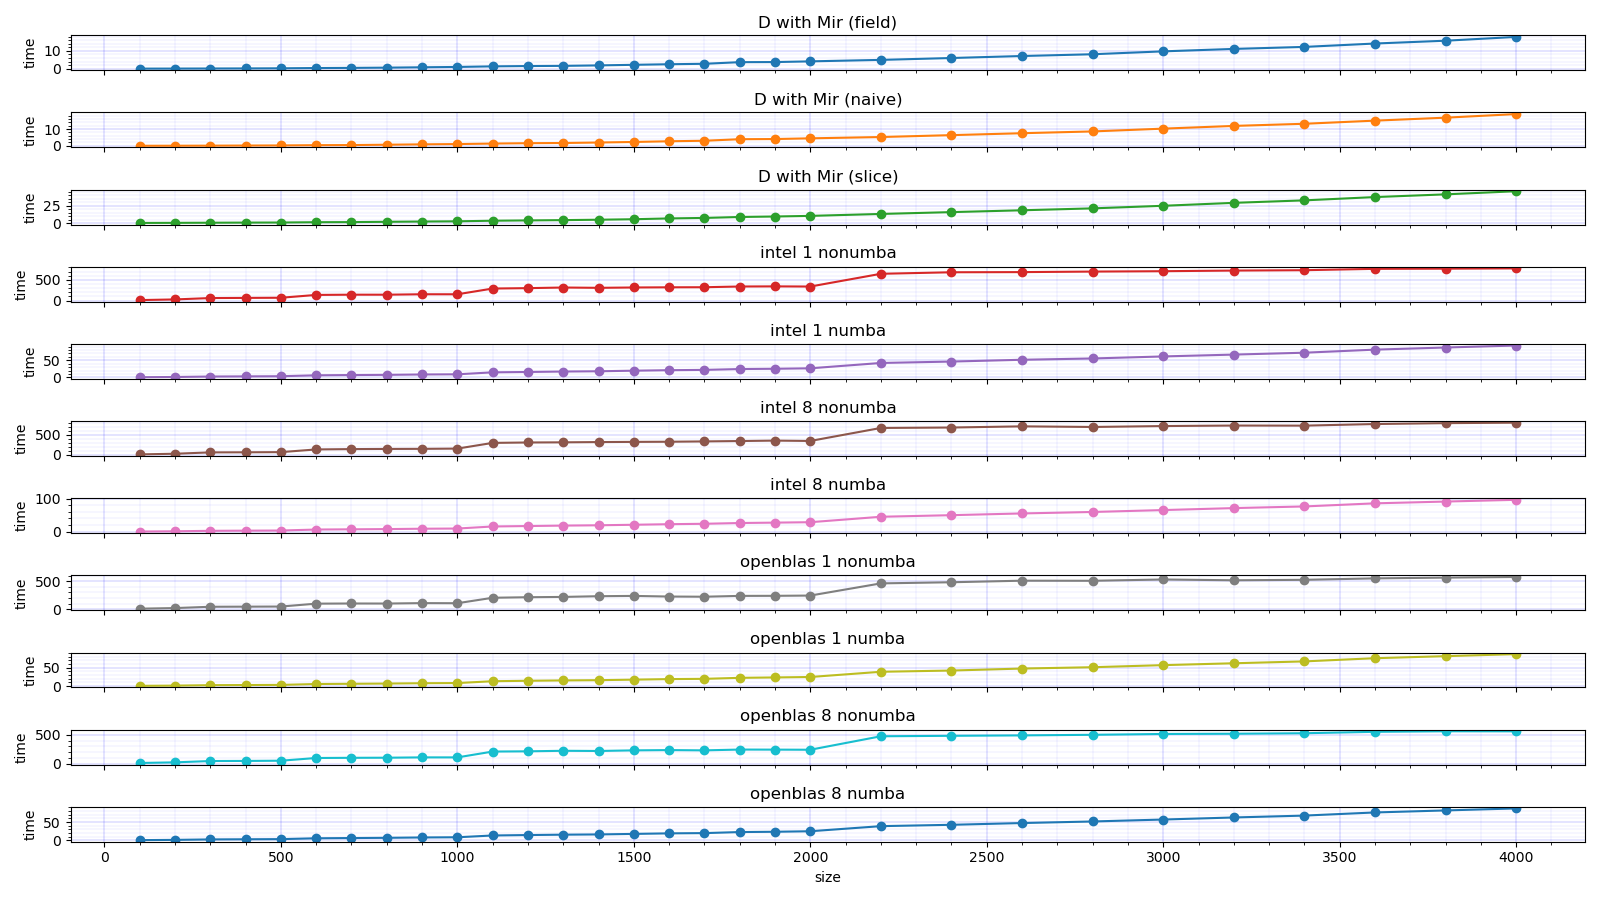 D with Mir (field)
time
10
0
D with Mir (naive)
time
10
0
D with Mir (slice)
time
25
0
intel 1 nonumba
time
500
0
intel 1 numba
time
50
0
intel 8 nonumba
time
500
0
intel 8 numba
time
100
0
openblas 1 nonumba
time
500
0
openblas 1 numba
time
50
0
openblas 8 nonumba
time
500
0
openblas 8 numba
time
50
0
0 500 1000 1500 2000 2500 3000 3500 4000
size